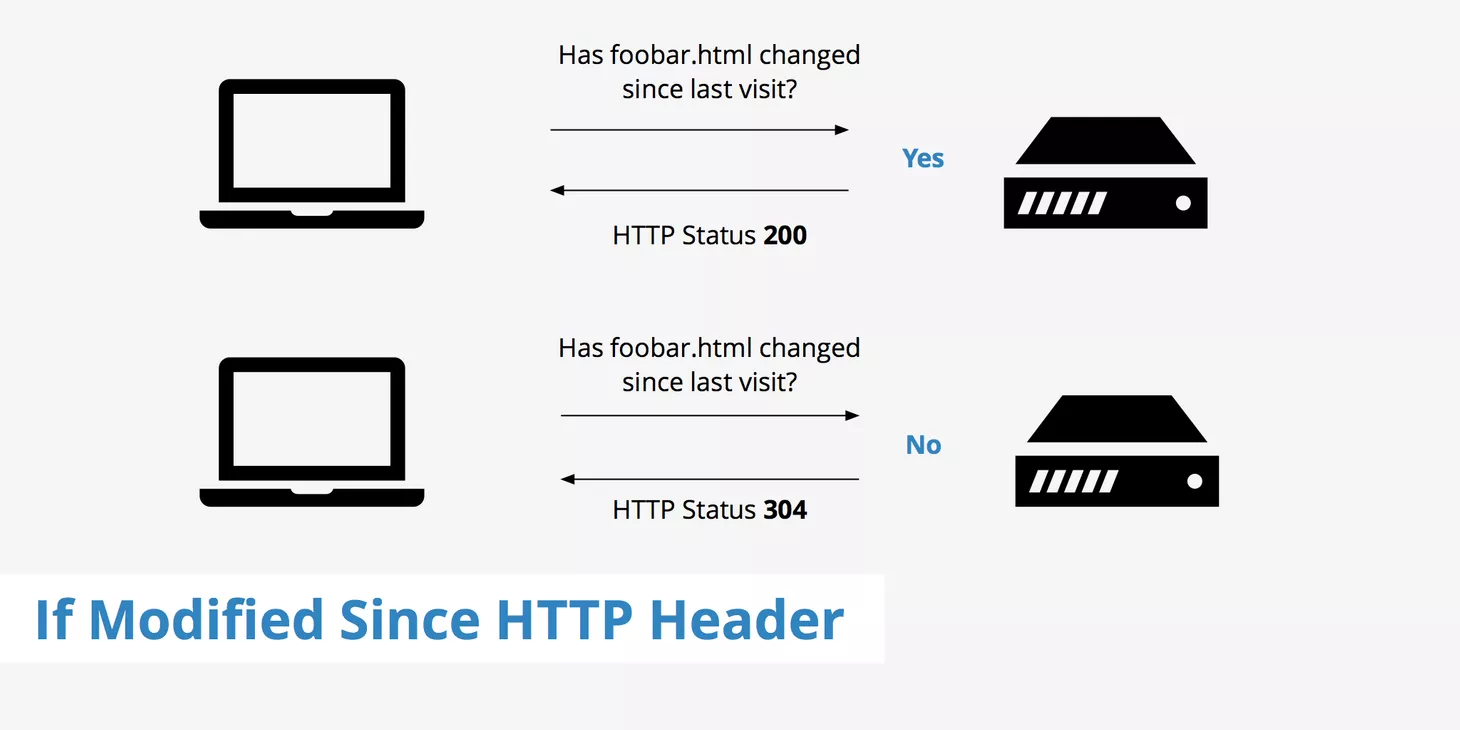 Has foobar.html changed
since last visit?
Yes
HTTP Status 200
Has foobar.html changed
since last visit?
No
HTTP Status 304
If Modified Since HTTP Header